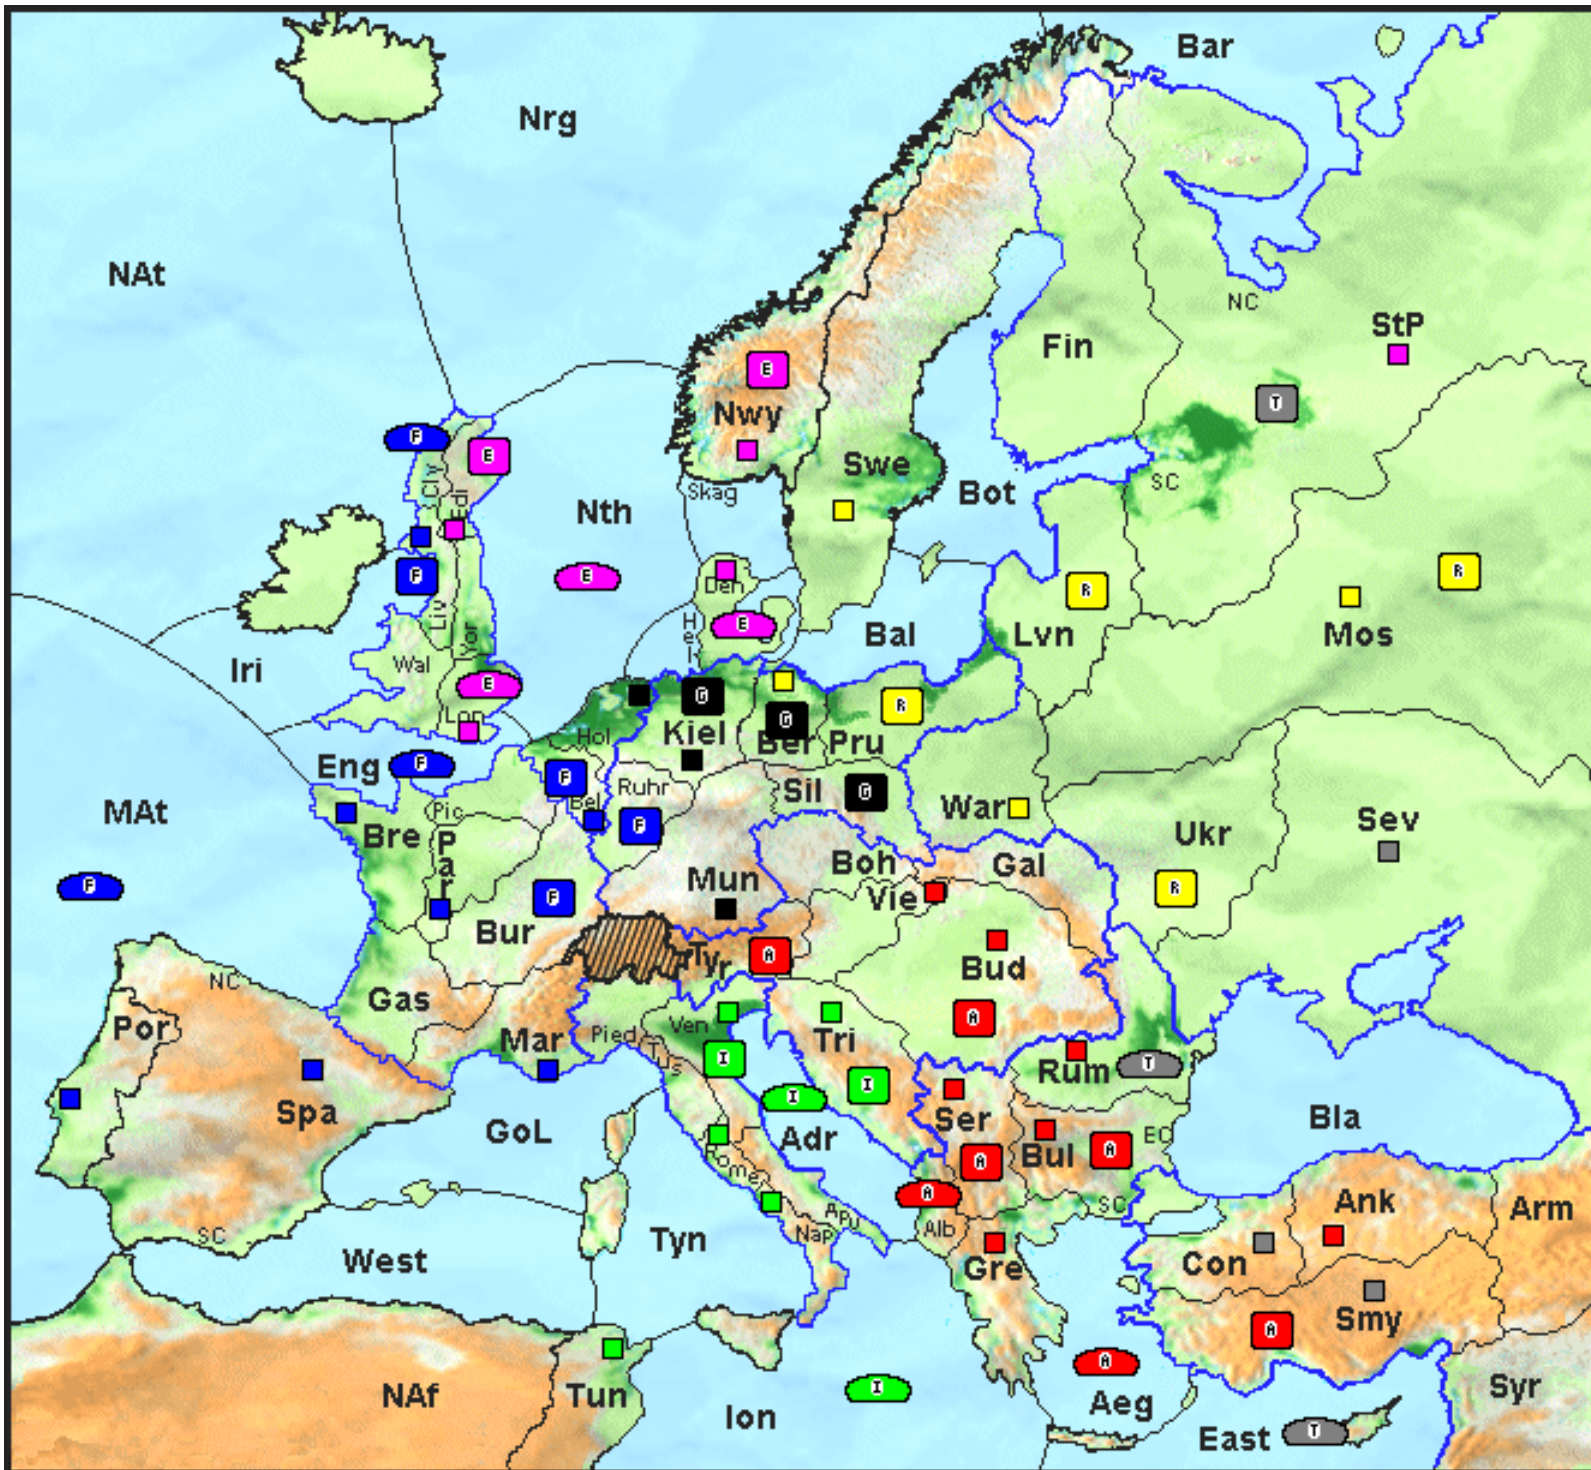 Bar
Nrg
NAt
NC
StP
Fin
T
E
Nwy
F
E
Swe
Cly
Edl
Skag
Bot
SC
Nth
F
E
Den
R
R
Hel
E
Bal
Lvn
Mos
Liv
Yor
Iri
Wal
E
G
R
Lon
Hol
Kiel
G
Ber
Pru
Eng
F
F
Ruhr
Sil
G
Bel
War
MAt
Pic
Bre
Par
F
Ukr
Sev
Boh
Gal
Mun
Vie
F
F
R
Bur
Tyr
A
Bud
NC
Gas
Por
Mar
Pied
Ven
Tri
A
Tus
I
Rum
T
I
I
Spa
Ser
GoL
Adr
Bla
Bul
A
EC
A
Rome
A
Ank
Arm
SC
Apu
Nap
Alb
SC
Tyn
West
Gre
Con
Smy
A
A
NAf
Tun
I
Ion
Aeg
Syr
East
T